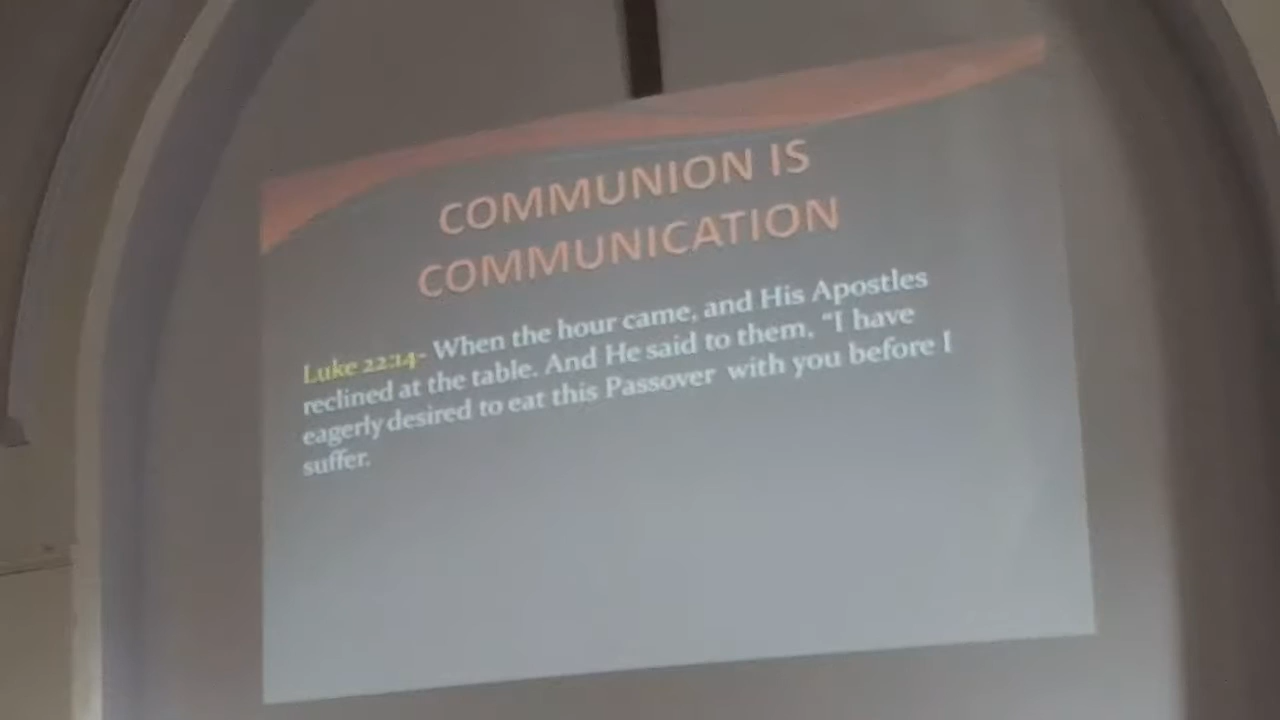 COMMUNION IS
COMMUNICATION
Luke 22:14- When the hour came, and His Apostles
reclined at the table. And He said to them, “I have
eagerly desired to eat this Passover with you before I
suffer.